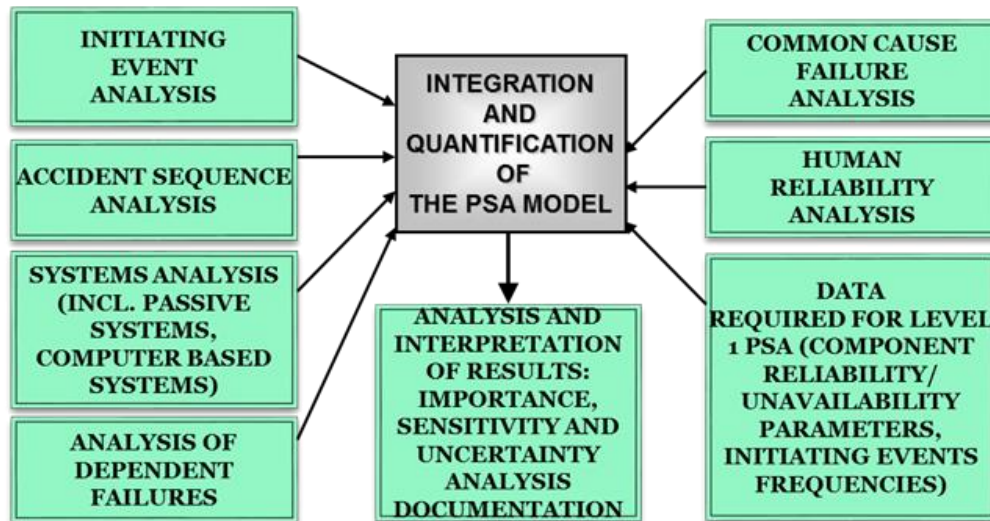 INITIATING
EVENT
ANALYSIS
ACCIDENT SEQUENCE
ANALYSIS
SYSTEMS ANALYSIS
(INCL. PASSIVE
SYSTEMS,
COMPUTER BASED
SYSTEMS)
ANALYSIS OF
DEPENDENT
FAILURES
INTEGRATION
AND
QUANTIFICATION
OF
THE PSA MODEL
ANALYSIS AND
INTERPRETATION
OF RESULTS:
IMPORTANCE,
SENSITIVITY AND
UNCERTAINTY
ANALYSIS
DOCUMENTATION
COMMON CAUSE
FAILURE
ANALYSIS
HUMAN
RELIABILITY
ANALYSIS
DATA
REQUIRED FOR LEVEL
1 PSA (COMPONENT
RELIABILITY/
UNAVAILABILITY
PARAMETERS,
INITIATING EVENTS
FREQUENCIES)